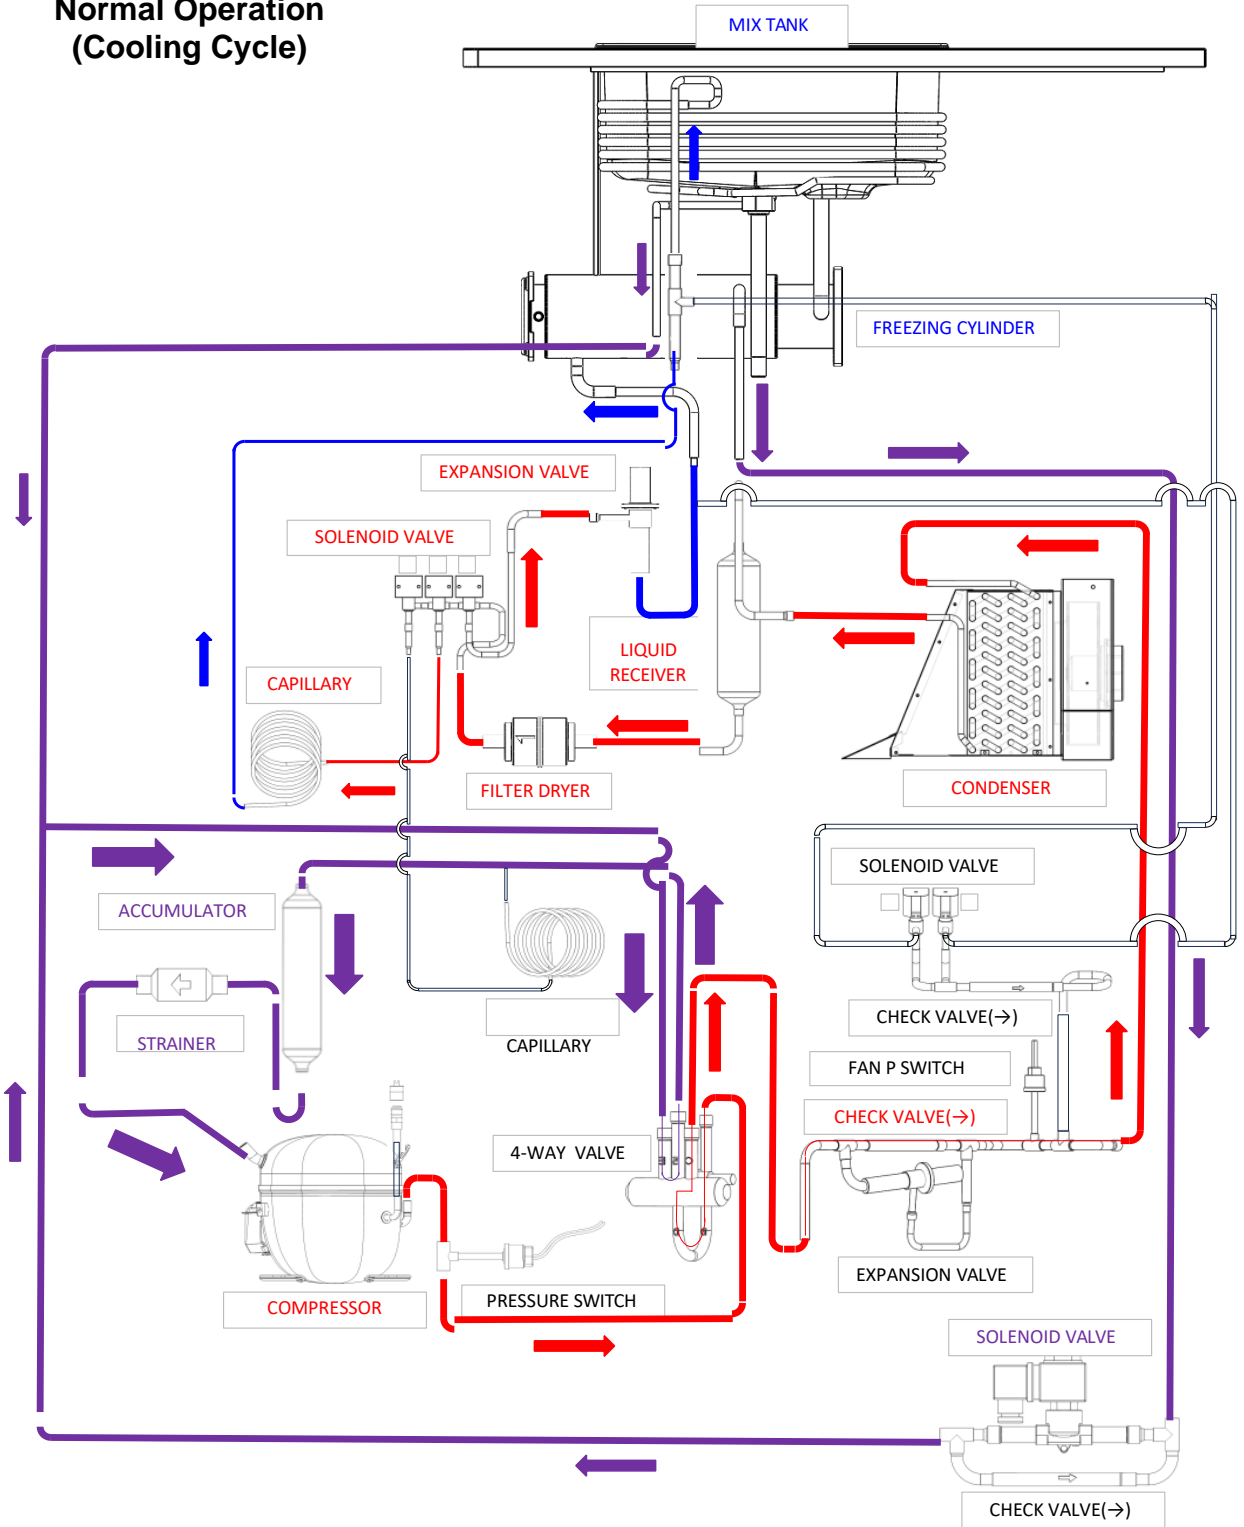 Normal Operation
(Cooling Cycle)
MIX TANK
FREEZING CYLINDER
EXPANSION VALVE
SOLENOID VALVE
LIQUID
RECEIVER
CAPILLARY
FILTER DRYER
CONDENSER
SOLENOID VALVE
ACCUMULATOR
CHECK VALVE(→)
STRAINER
CAPILLARY
FAN P SWITCH
CHECK VALVE(→)
4-WAY VALVE
EXPANSION VALVE
PRESSURE SWITCH
COMPRESSOR
SOLENOID VALVE
CHECK VALVE(→)